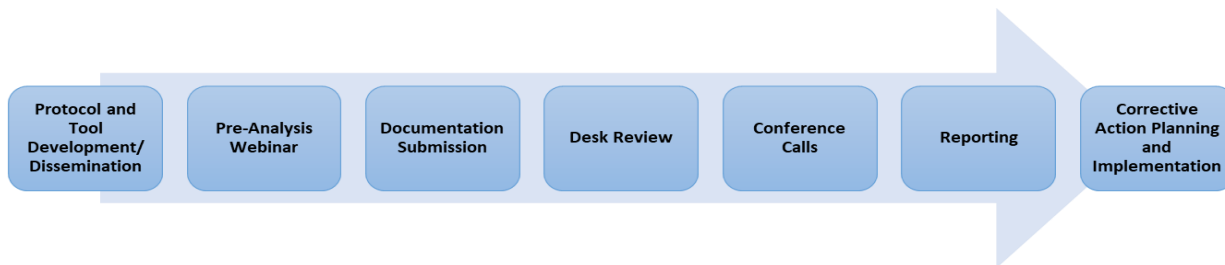 Protocol and
Tool
Development/
Dissemination
Pre-Analysis
Webinar
Documentation
Submission
Desk Review
Conference
Calls
Reporting
Corrective
Action Planning
and
Implementation